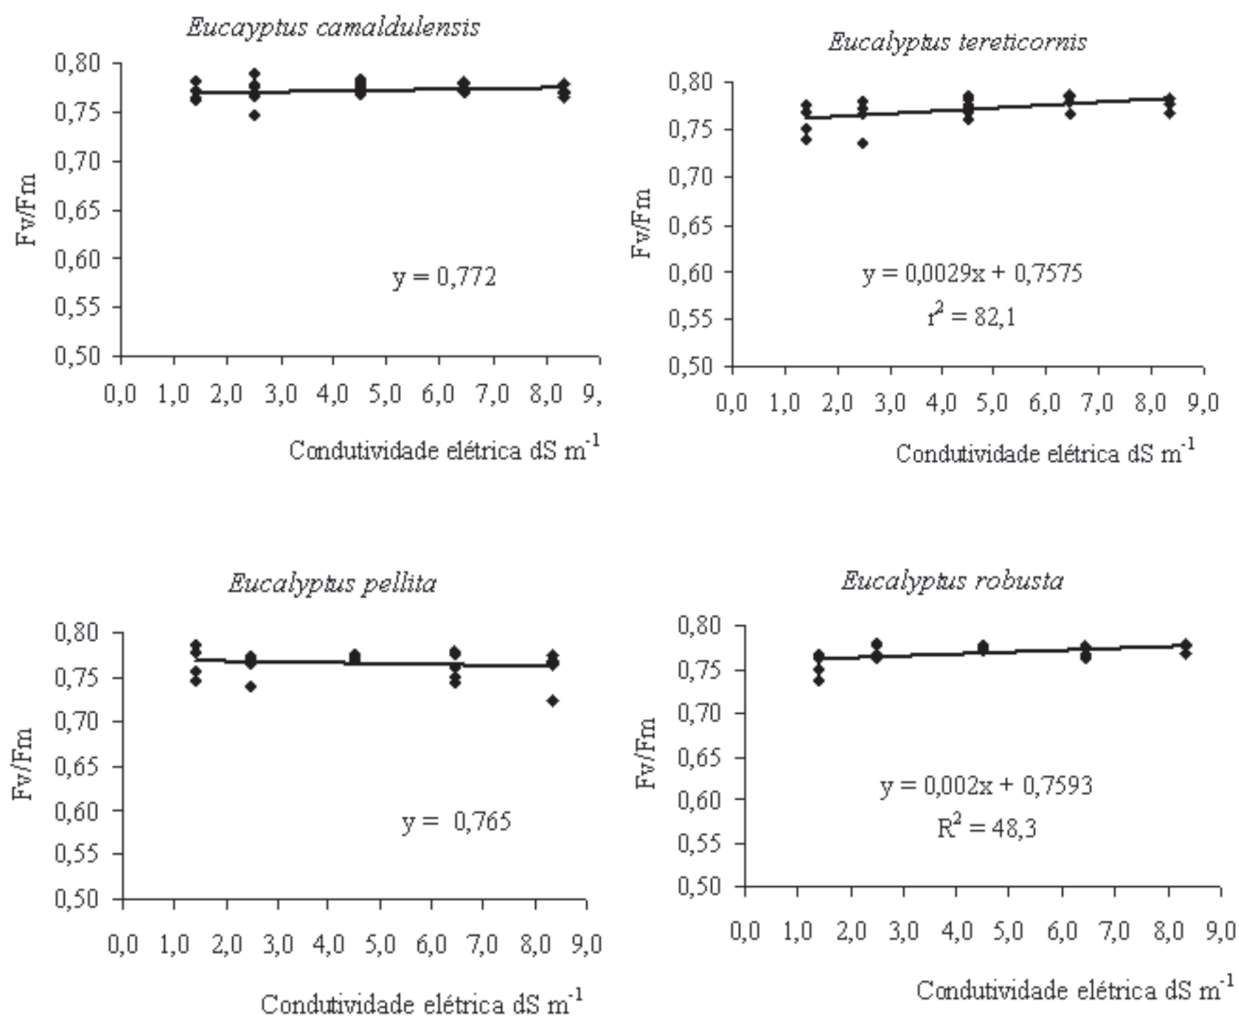 Eucayptus camaldulensis
0,80
0,75
0,70
0,65
0,60
0,55
0,50
Fv/Fm
y = 0,772
0,0 1,0 2,0 3,0 4,0 5,0 6,0 7,0 8,0 9,
Condutividade elétrica dS m⁻¹
Eucalyptus tereticornis
0,80
0,75
0,70
0,65
0,60
0,55
0,50
Fv/Fm
y = 0,0029x + 0,7575
r² = 82,1
0,0 1,0 2,0 3,0 4,0 5,0 6,0 7,0 8,0 9,0
Condutividade elétrica dS m⁻¹
Eucalyptus pellita
0,80
0,75
0,70
0,65
0,60
0,55
0,50
Fv/Fm
y = 0,765
0,0 1,0 2,0 3,0 4,0 5,0 6,0 7,0 8,0 9,0
Condutividade elétrica dS m⁻¹
Eucalyptus robusta
0,80
0,75
0,70
0,65
0,60
0,55
0,50
Fv/Fm
y = 0,002x + 0,7593
R² = 48,3
0,0 1,0 2,0 3,0 4,0 5,0 6,0 7,0 8,0 9,0
Condutividade elétrica dS m⁻¹